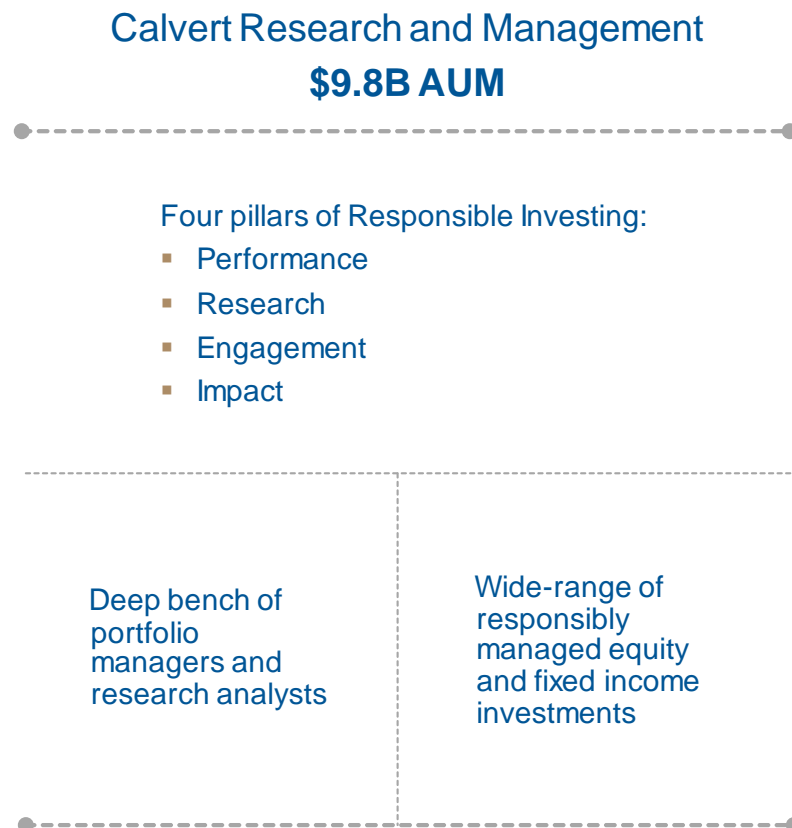 Calvert Research and Management
$9.8B AUM
Four pillars of Responsible Investing:
▪ Performance
▪ Research
▪ Engagement
▪ Impact
Deep bench of
portfolio
managers and
research analysts
Wide-range of
responsibly
managed equity
and fixed income
investments